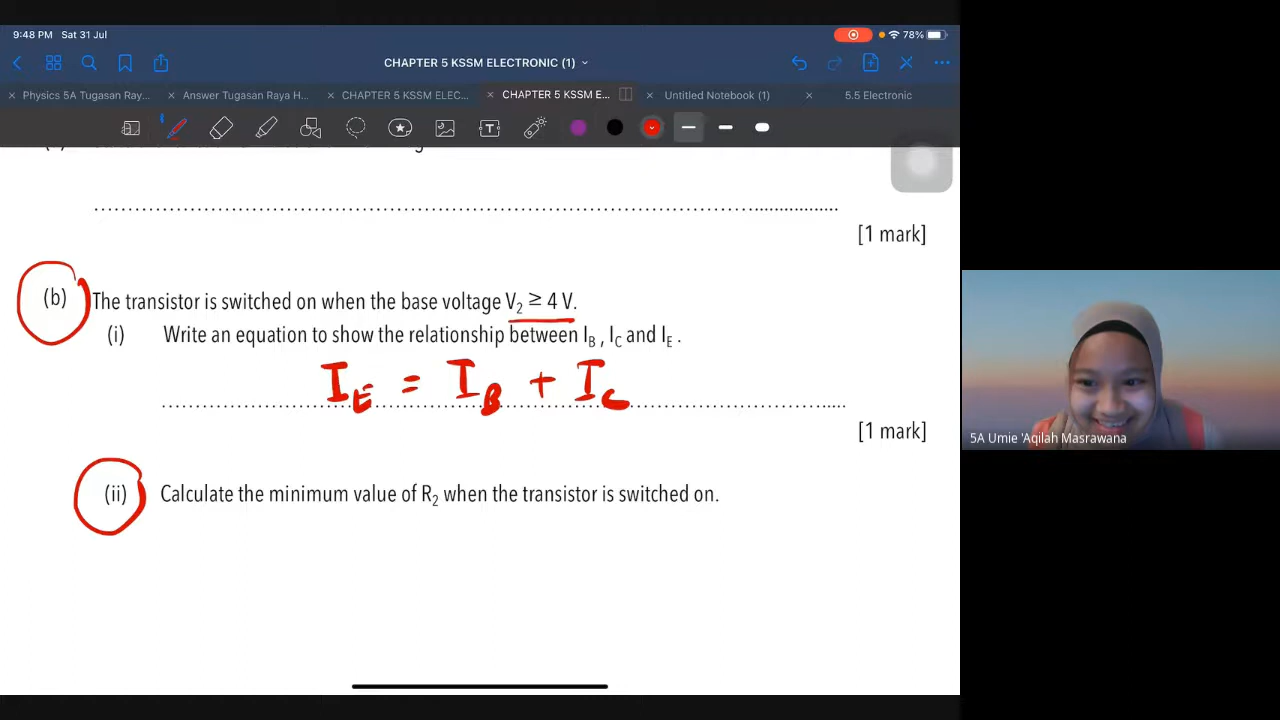 9:48 PM Sat 31 Jul
78%
CHAPTER 5 KSSM ELECTRONIC (1)
Physics 5A Tugasan Ray...
Answer Tugasan Raya H...
CHAPTER 5 KSSM ELEC...
CHAPTER 5 KSSM E...
Untitled Notebook (1)
5.5 Electronic
[1 mark]
(b) The transistor is switched on when the base voltage V₂ ≥ 4 V.
(i) Write an equation to show the relationship between I_B , I_C and I_E .
I_E = I_B + I_C
[1 mark]
(ii) Calculate the minimum value of R₂ when the transistor is switched on.
5A Umie 'Aqilah Masrawana